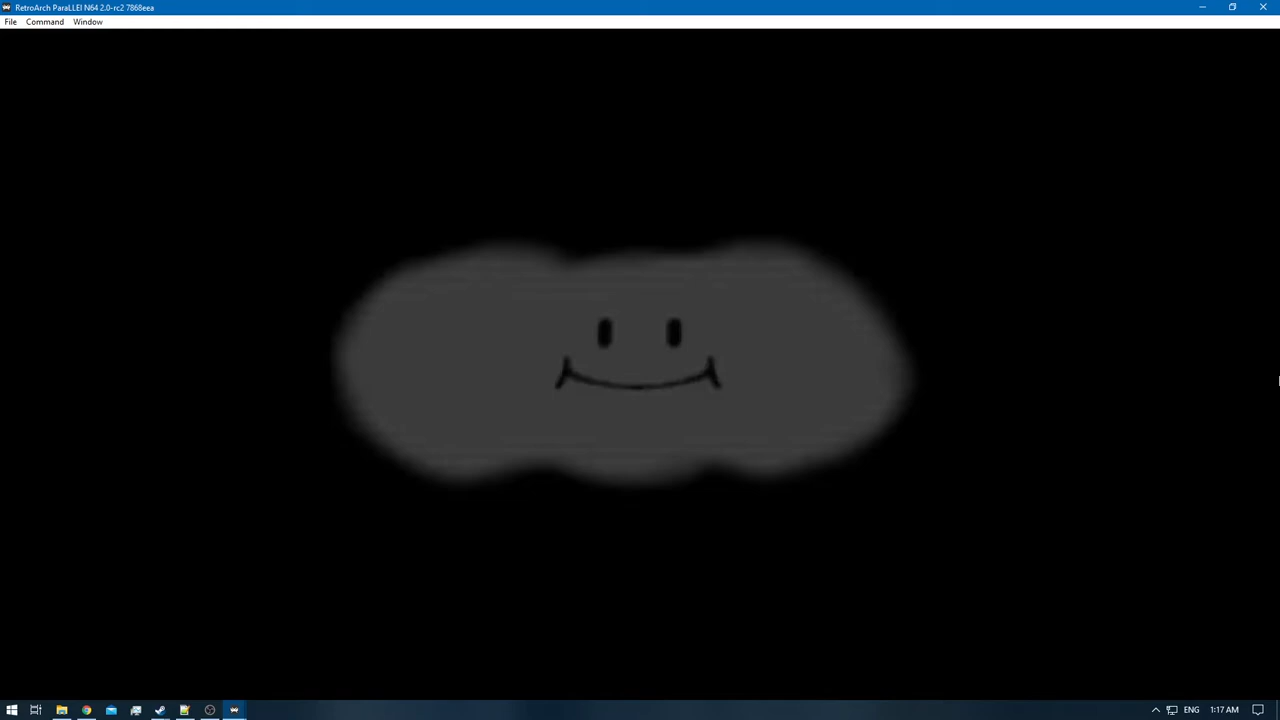 RetroArch ParaLLEl N64 2.0-rc2 7868eea
File Command Window
ENG 1:17 AM